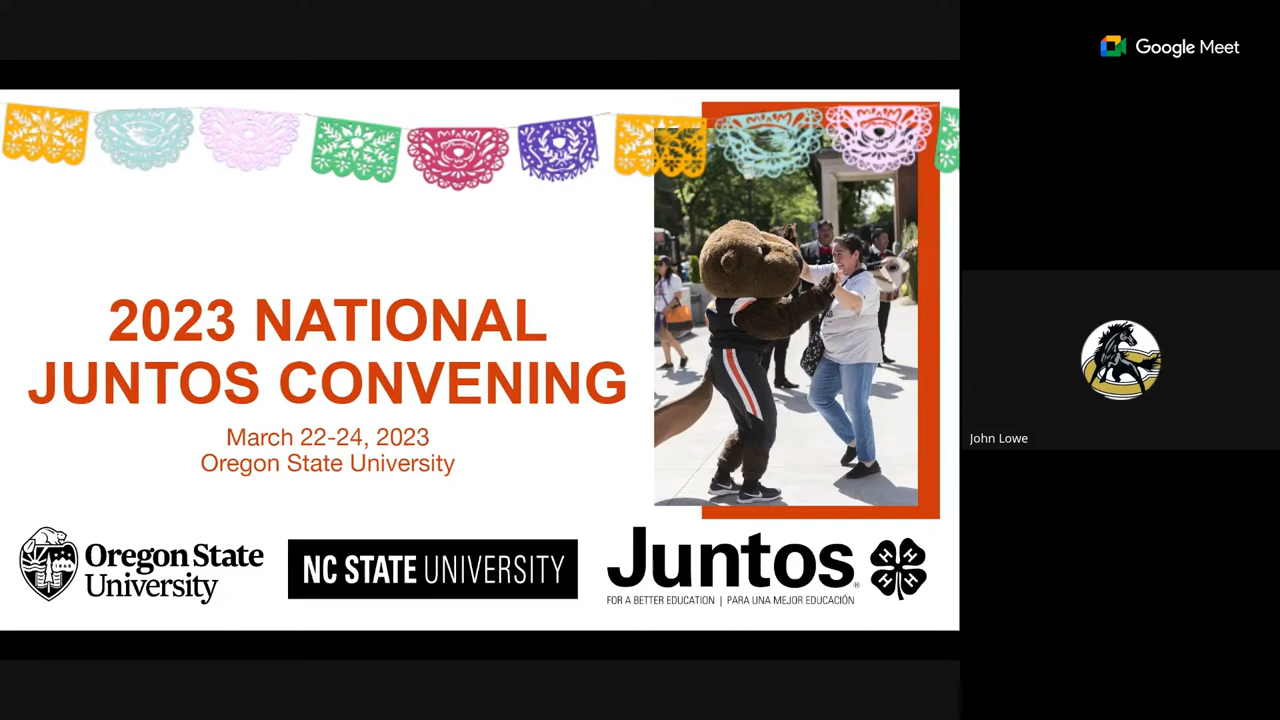 Google Meet
2023 NATIONAL
JUNTOS CONVENING
March 22-24, 2023
Oregon State University
Oregon State
University
NC STATE UNIVERSITY
Juntos®
FOR A BETTER EDUCATION | PARA UNA MEJOR EDUCACIÓN
H H
H H
John Lowe